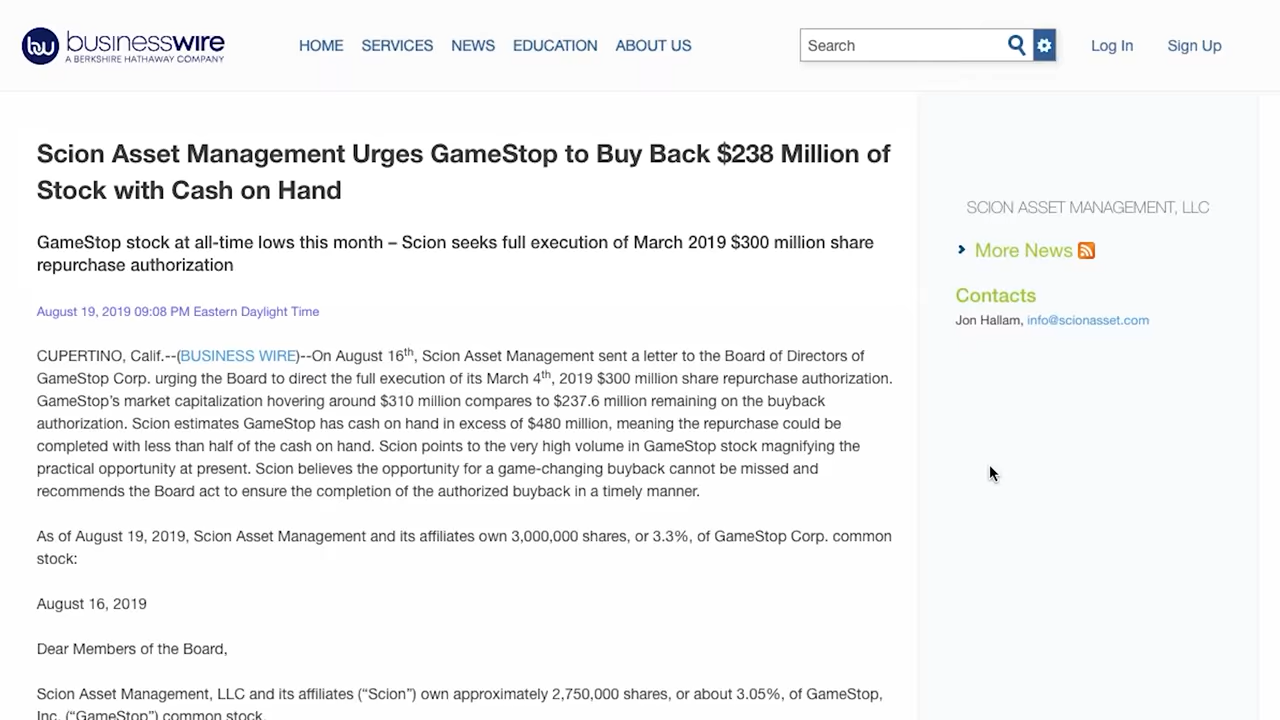 bu businesswire
A BERKSHIRE HATHAWAY COMPANY
HOME SERVICES NEWS EDUCATION ABOUT US
Search
Log In Sign Up
Scion Asset Management Urges GameStop to Buy Back $238 Million of
Stock with Cash on Hand
GameStop stock at all-time lows this month – Scion seeks full execution of March 2019 $300 million share
repurchase authorization
August 19, 2019 09:08 PM Eastern Daylight Time
CUPERTINO, Calif.--(BUSINESS WIRE)--On August 16th, Scion Asset Management sent a letter to the Board of Directors of
GameStop Corp. urging the Board to direct the full execution of its March 4th, 2019 $300 million share repurchase authorization.
GameStop’s market capitalization hovering around $310 million compares to $237.6 million remaining on the buyback
authorization. Scion estimates GameStop has cash on hand in excess of $480 million, meaning the repurchase could be
completed with less than half of the cash on hand. Scion points to the very high volume in GameStop stock magnifying the
practical opportunity at present. Scion believes the opportunity for a game-changing buyback cannot be missed and
recommends the Board act to ensure the completion of the authorized buyback in a timely manner.
As of August 19, 2019, Scion Asset Management and its affiliates own 3,000,000 shares, or 3.3%, of GameStop Corp. common
stock:
August 16, 2019
Dear Members of the Board,
Scion Asset Management, LLC and its affiliates (“Scion”) own approximately 2,750,000 shares, or about 3.05%, of GameStop,
Inc. (“GameStop”) common stock.
SCION ASSET MANAGEMENT, LLC
More News
Contacts
Jon Hallam, info@scionasset.com